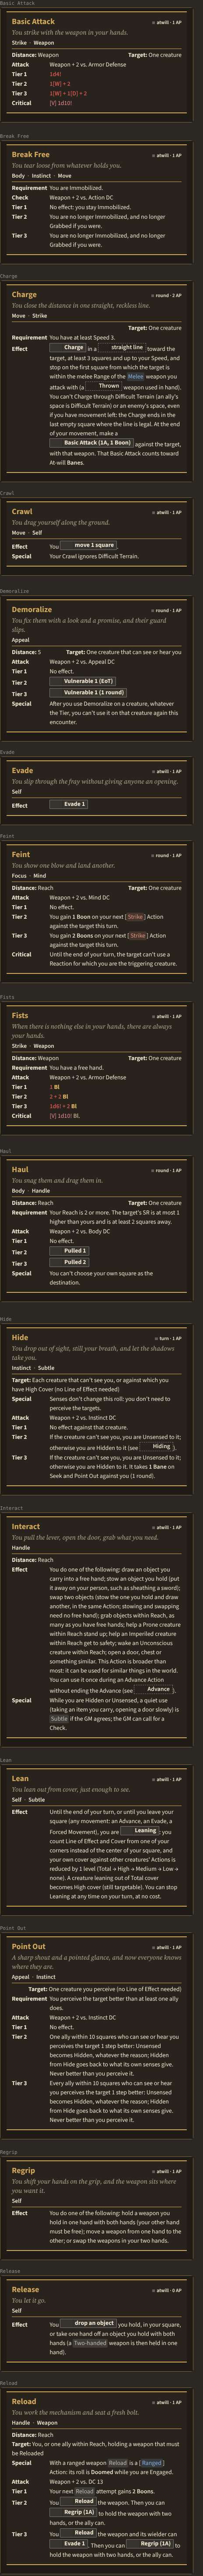 Basic Attack
Basic Attack
atwill · 1 AP
You strike with the weapon in your hands.
Strike · Weapon
Distance: Weapon
Target: One creature
Attack Weapon + 2 vs. Armor Defense
Tier 1 1d4!
Tier 2 1[W] + 2
Tier 3 1[W] + 1[D] + 2
Critical [V] 1d10!
Break Free
Break Free
atwill · 1 AP
You tear loose from whatever holds you.
Body · Instinct · Move
Requirement You are Immobilized.
Check Weapon + 2 vs. Action DC
Tier 1 No effect: you stay Immobilized.
Tier 2 You are no longer Immobilized, and no longer
Grabbed if you were.
Tier 3 You are no longer Immobilized, and no longer
Grabbed if you were.
Charge
Charge
round · 2 AP
You close the distance in one straight, reckless line.
Move · Strike
Target: One creature
Requirement You have at least Speed 3.
Effect Charge in a straight line toward the
target, at least 3 squares and up to your Speed, and
stop on the first square from which the target is
within the melee Range of the Melee weapon you
attack with (a Thrown weapon used in hand).
You can't Charge through Difficult Terrain (an ally's
space is Difficult Terrain) or an enemy's space, even
if you have movement left: the Charge ends in the
last empty square where the line is legal. At the end
of your movement, make a
Basic Attack (1A, 1 Boon) against the target,
with that weapon. That Basic Attack counts toward
At-will Banes.
Crawl
Crawl
atwill · 1 AP
You drag yourself along the ground.
Move · Self
Effect You move 1 square.
Special Your Crawl ignores Difficult Terrain.
Demoralize
Demoralize
round · 1 AP
You fix them with a look and a promise, and their guard
slips.
Appeal
Distance: 5
Target: One creature that can see or hear you
Attack Weapon + 2 vs. Appeal DC
Tier 1 No effect.
Tier 2 Vulnerable 1 (EoT)
Tier 3 Vulnerable 1 (1 round)
Special After you use Demoralize on a creature, whatever
the Tier, you can't use it on that creature again this
encounter.
Evade
Evade
atwill · 1 AP
You slip through the fray without giving anyone an opening.
Self
Effect Evade 1
Feint
Feint
round · 1 AP
You show one blow and land another.
Focus · Mind
Distance: Reach
Target: One creature
Attack Weapon + 2 vs. Mind DC
Tier 1 No effect.
Tier 2 You gain 1 Boon on your next [Strike] Action
against the target this turn.
Tier 3 You gain 2 Boons on your next [Strike] Action
against the target this turn.
Critical Until the end of your turn, the target can't use a
Reaction for which you are the triggering creature.
Fists
Fists
atwill · 1 AP
When there is nothing else in your hands, there are always
your hands.
Strike · Weapon
Distance: Weapon
Target: One creature
Requirement You have a free hand.
Attack Weapon + 2 vs. Armor Defense
Tier 1 1 Bl
Tier 2 2 + 2 Bl
Tier 3 1d6! + 2 Bl
Critical [V] 1d10! Bl.
Haul
Haul
round · 1 AP
You snag them and drag them in.
Body · Handle
Distance: Reach
Target: One creature
Requirement Your Reach is 2 or more. The target's SR is at most 1
higher than yours and is at least 2 squares away.
Attack Weapon + 2 vs. Body DC
Tier 1 No effect.
Tier 2 Pulled 1
Tier 3 Pulled 2
Special You can't choose your own square as the
destination.
Hide
Hide
turn · 1 AP
You drop out of sight, still your breath, and let the shadows
take you.
Instinct · Subtle
Target: Each creature that can't see you, or against which you
have High Cover (no Line of Effect needed)
Special Senses don't change this roll: you don't need to
perceive the targets.
Attack Weapon + 2 vs. Instinct DC
Tier 1 No effect against that creature.
Tier 2 If the creature can't see you, you are Unsensed to it;
otherwise you are Hidden to it (see Hiding).
Tier 3 If the creature can't see you, you are Unsensed to it;
otherwise you are Hidden to it. It takes 1 Bane on
Seek and Point Out against you (1 round).
Interact
Interact
atwill · 1 AP
You pull the lever, open the door, grab what you need.
Handle
Distance: Reach
Effect You do one of the following: draw an object you
carry into a free hand; stow an object you hold (put
it away on your person, such as sheathing a sword);
swap two objects (stow the one you hold and draw
another, in the same Action; stowing and swapping
need no free hand); grab objects within Reach, as
many as you have free hands; help a Prone creature
within Reach stand up; help an Imperiled creature
within Reach get to safety; wake an Unconscious
creature within Reach; open a door, chest or
something similar. This Action is broader than
most: it can be used for similar things in the world.
You can use it once during an Advance Action
without ending the Advance (see Advance).
Special While you are Hidden or Unsensed, a quiet use
(taking an item you carry, opening a door slowly) is
Subtle if the GM agrees; the GM can call for a
Check.
Lean
Lean
atwill · 1 AP
You lean out from cover, just enough to see.
Self · Subtle
Effect Until the end of your turn, or until you leave your
square (any movement: an Advance, an Evade, a
Forced Movement), you are Leaning: you
count Line of Effect and Cover from one of your
corners instead of the center of your square, and
your own cover against other creatures' Actions is
reduced by 1 level (Total → High → Medium → Low →
none). A creature leaning out of Total cover
becomes High cover (still targetable). You can stop
Leaning at any time on your turn, at no cost.
Point Out
Point Out
atwill · 1 AP
A sharp shout and a pointed glance, and now everyone knows
where they are.
Appeal · Instinct
Target: One creature you perceive (no Line of Effect needed)
Requirement You perceive the target better than at least one ally
does.
Attack Weapon + 2 vs. Instinct DC
Tier 1 No effect.
Tier 2 One ally within 10 squares who can see or hear you
perceives the target 1 step better: Unsensed
becomes Hidden, whatever the reason; Hidden
from Hide goes back to what its own senses give.
Never better than you perceive it.
Tier 3 Every ally within 10 squares who can see or hear
you perceives the target 1 step better: Unsensed
becomes Hidden, whatever the reason; Hidden
from Hide goes back to what its own senses give.
Never better than you perceive it.
Regrip
Regrip
atwill · 1 AP
You shift your hands on the grip, and the weapon sits where
you want it.
Self
Effect You do one of the following: hold a weapon you
hold in one hand with both hands (your other hand
must be free); move a weapon from one hand to the
other; or swap the weapons in your two hands.
Release
Release
atwill · 0 AP
You let it go.
Self
Effect You drop an object you hold, in your square,
or take one hand off an object you hold with both
hands (a Two-handed weapon is then held in one
hand).
Reload
Reload
atwill · 1 AP
You work the mechanism and seat a fresh bolt.
Handle · Weapon
Distance: Reach
Target: You, or one ally within Reach, holding a weapon that must
be Reloaded
Special With a ranged weapon Reload is a [Ranged]
Action: its roll is Doomed while you are Engaged.
Attack Weapon + 2 vs. DC 13
Tier 1 Your next Reload attempt gains 2 Boons.
Tier 2 You Reload the weapon. Then you can
Regrip (1A) to hold the weapon with two
hands, or the ally can.
Tier 3 You Reload the weapon and its wielder can
Evade 1. Then you can Regrip (1A) to
hold the weapon with two hands, or the ally can.